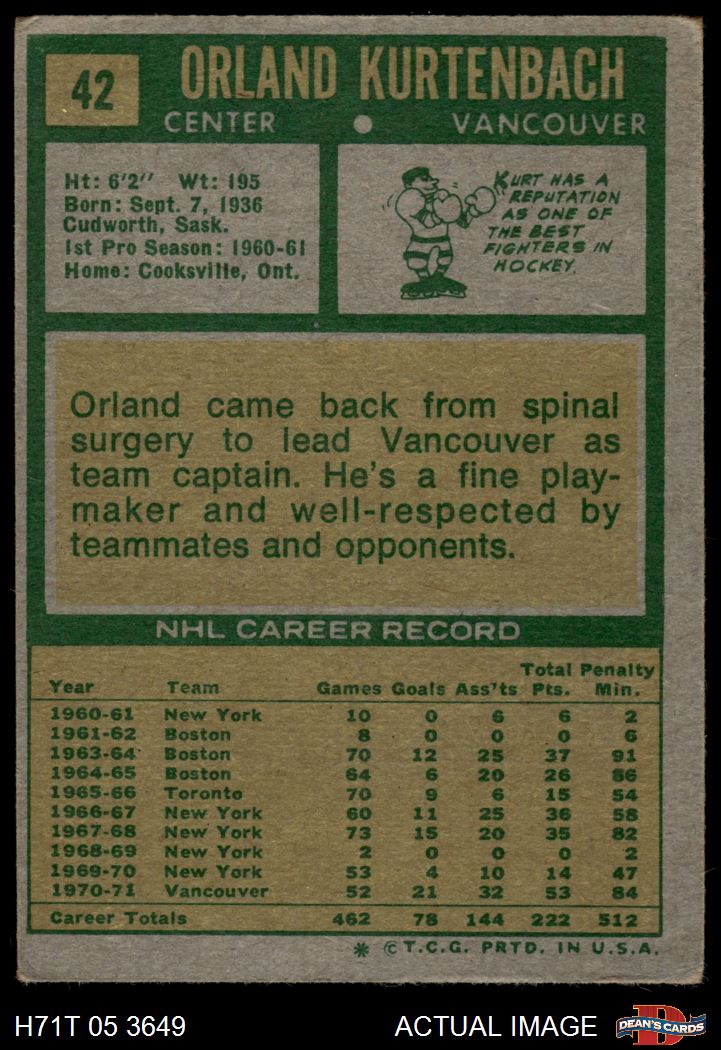 42
ORLAND KURTENBACH
CENTER • VANCOUVER
Ht: 6'2" Wt: 195
Born: Sept. 7, 1936
Cudworth, Sask.
1st Pro Season: 1960-61
Home: Cooksville, Ont.
KURT HAS A
REPUTATION
AS ONE OF
THE BEST
FIGHTERS IN
HOCKEY.
Orland came back from spinal
surgery to lead Vancouver as
team captain. He's a fine play-
maker and well-respected by
teammates and opponents.
NHL CAREER RECORD
Total Penalty
Year Team Games Goals Ass'ts Pts. Min.
1960-61 New York 10 0 6 6 2
1961-62 Boston 8 0 0 0 6
1963-64 Boston 70 12 25 37 91
1964-65 Boston 64 6 20 26 86
1965-66 Toronto 70 9 6 15 54
1966-67 New York 60 11 25 36 58
1967-68 New York 73 15 20 35 82
1968-69 New York 2 0 0 0 2
1969-70 New York 53 4 10 14 47
1970-71 Vancouver 52 21 32 53 84
Career Totals 462 78 144 222 512
* © T.C.G. PRTD. IN U.S.A.
H71T 05 3649
ACTUAL IMAGE
D
DEAN'S CARDS